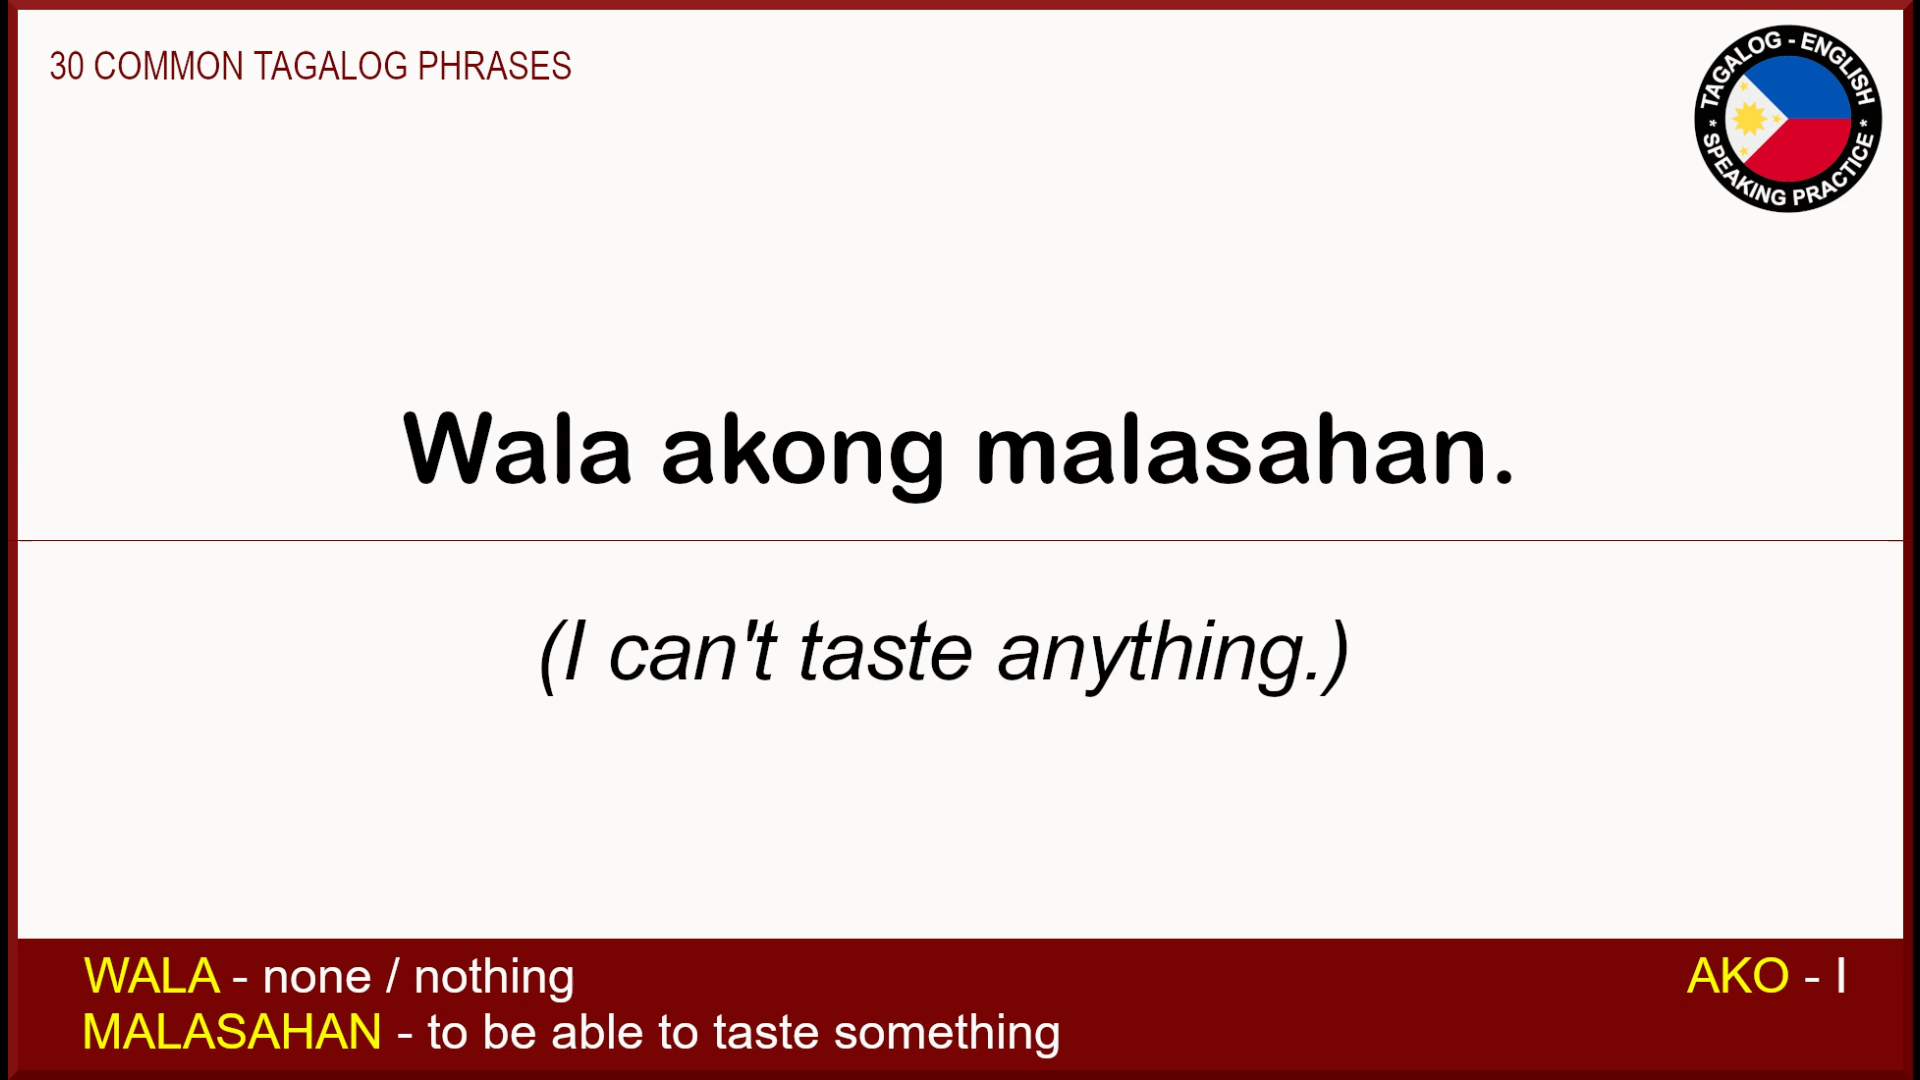 30 COMMON TAGALOG PHRASES
TAGALOG - ENGLISH
* SPEAKING PRACTICE *
Wala akong malasahan.
(I can't taste anything.)
WALA - none / nothing
AKO - I
MALASAHAN - to be able to taste something